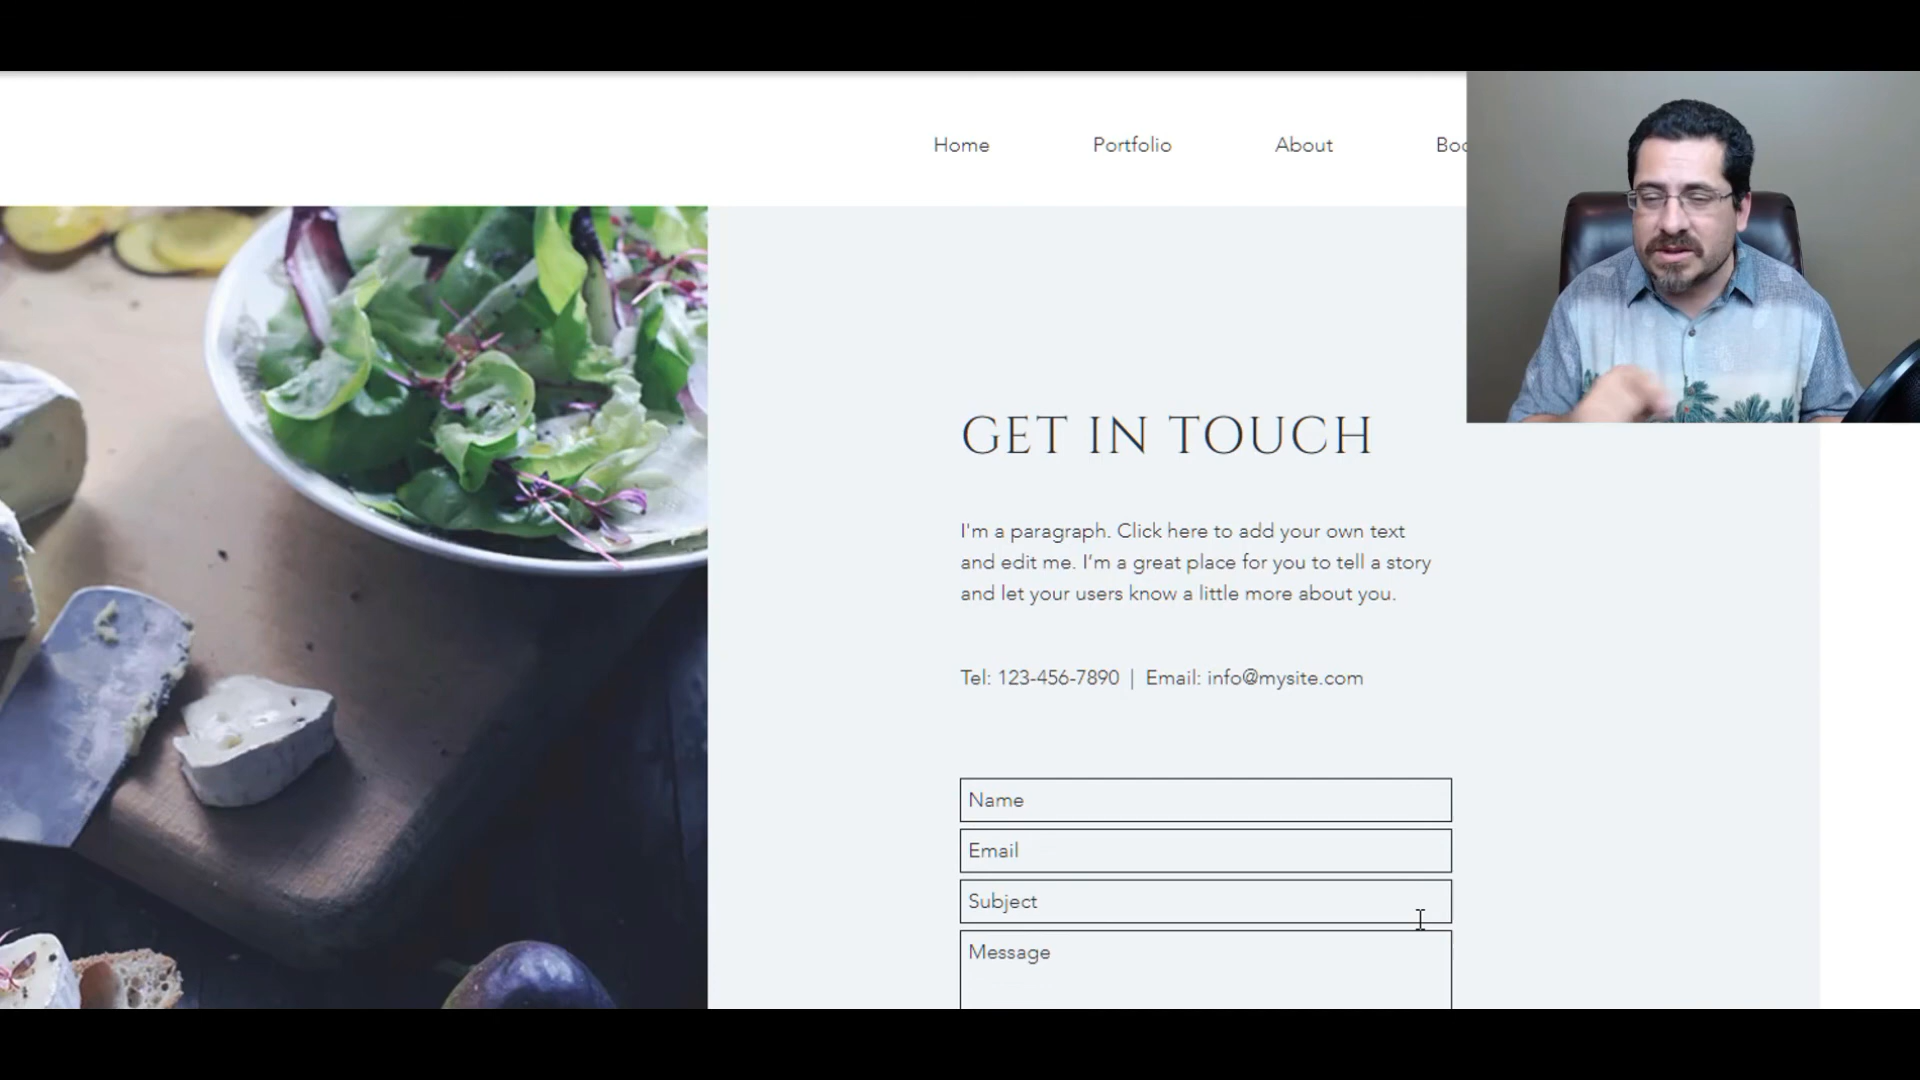 Home Portfolio About
GET IN TOUCH
I'm a paragraph. Click here to add your own text
and edit me. I'm a great place for you to tell a story
and let your users know a little more about you.
Tel: 123-456-7890 | Email: info@mysite.com
Name
Email
Subject
Message